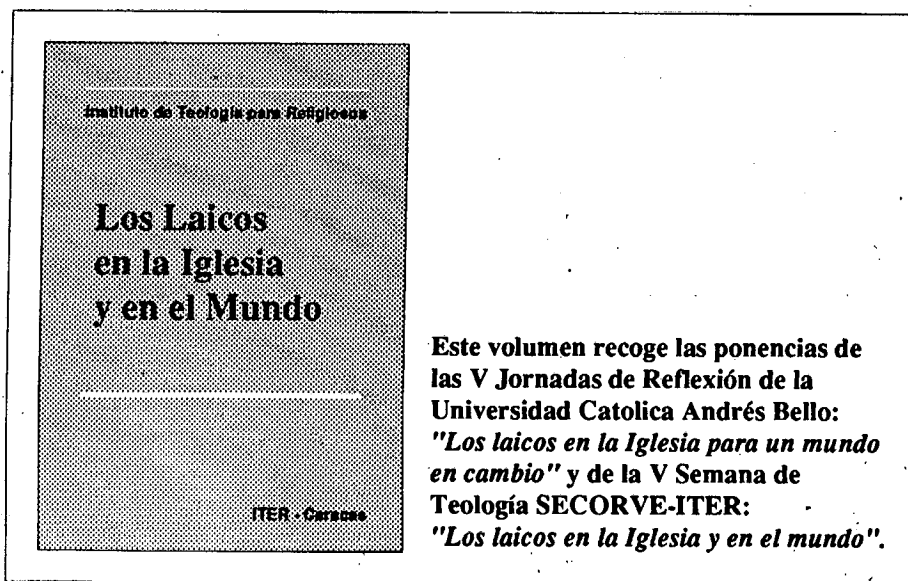 Instituto de Teología para Religiosos
Los Laicos
en la Iglesia
y en el Mundo
ITER - Caracas
Este volumen recoge las ponencias de
las V Jornadas de Reflexión de la
Universidad Catolica Andrés Bello:
"Los laicos en la Iglesia para un mundo
en cambio" y de la V Semana de
Teología SECORVE-ITER:
"Los laicos en la Iglesia y en el mundo".